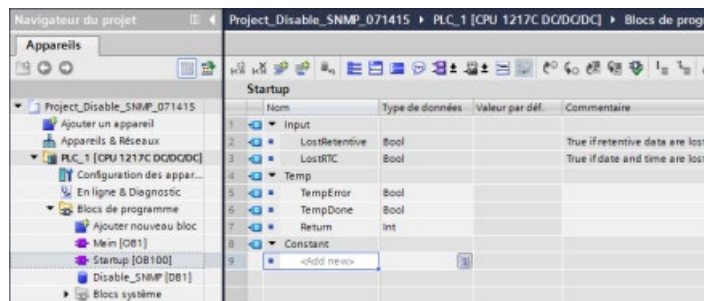 Navigateur du projet
Project_Disable_SNMP_071415 ▸ PLC_1 [CPU 1217C DC/DC/DC] ▸ Blocs de prog
Appareils
Startup
Nom Type de données Valeur par déf. Commentaire
Project_Disable_SNMP_071415
Ajouter un appareil
Appareils & Réseaux
PLC_1 [CPU 1217C DC/DC/DC]
Configuration des appar...
En ligne & Diagnostic
Blocs de programme
Ajouter nouveau bloc
Main [OB1]
Startup [OB100]
Disable_SNMP [DB1]
Blocs système
1 Input
2 LostRetentive Bool True if retentive data are lost
3 LostRTC Bool True if date and time are lost
4 Temp
5 TempError Bool
6 TempDone Bool
7 Return Int
8 Constant
9 <Add new>